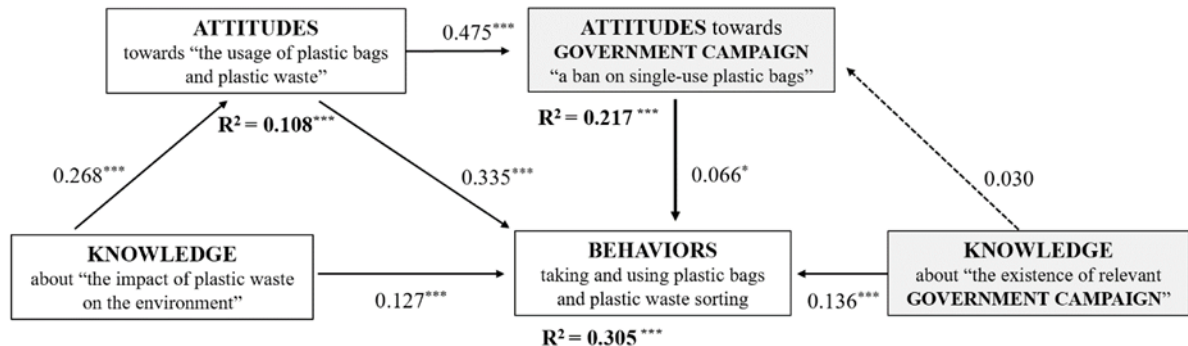 ATTITUDES
towards “the usage of plastic bags
and plastic waste”
0.475***
ATTITUDES towards
GOVERNMENT CAMPAIGN
“a ban on single-use plastic bags”
R² = 0.108***
R² = 0.217***
0.268***
0.335***
0.066*
0.030
KNOWLEDGE
about “the impact of plastic waste
on the environment”
0.127***
BEHAVIORS
taking and using plastic bags
and plastic waste sorting
0.136***
KNOWLEDGE
about “the existence of relevant
GOVERNMENT CAMPAIGN”
R² = 0.305***